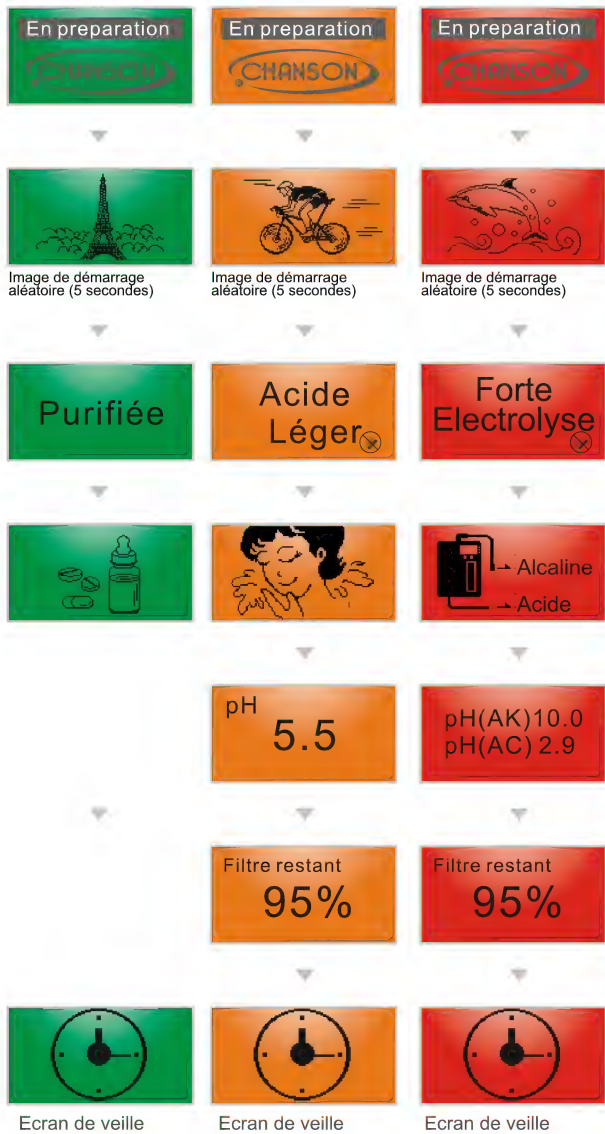 En preparation
CHANSON
En preparation
CHANSON
En preparation
CHANSON
Image de démarrage
aléatoire (5 secondes)
Image de démarrage
aléatoire (5 secondes)
Image de démarrage
aléatoire (5 secondes)
Purifiée
Acide
Léger
Forte
Electrolyse
Alcaline
Acide
pH
5.5
pH(AK)10.0
pH(AC) 2.9
Filtre restant
95%
Filtre restant
95%
Ecran de veille
Ecran de veille
Ecran de veille